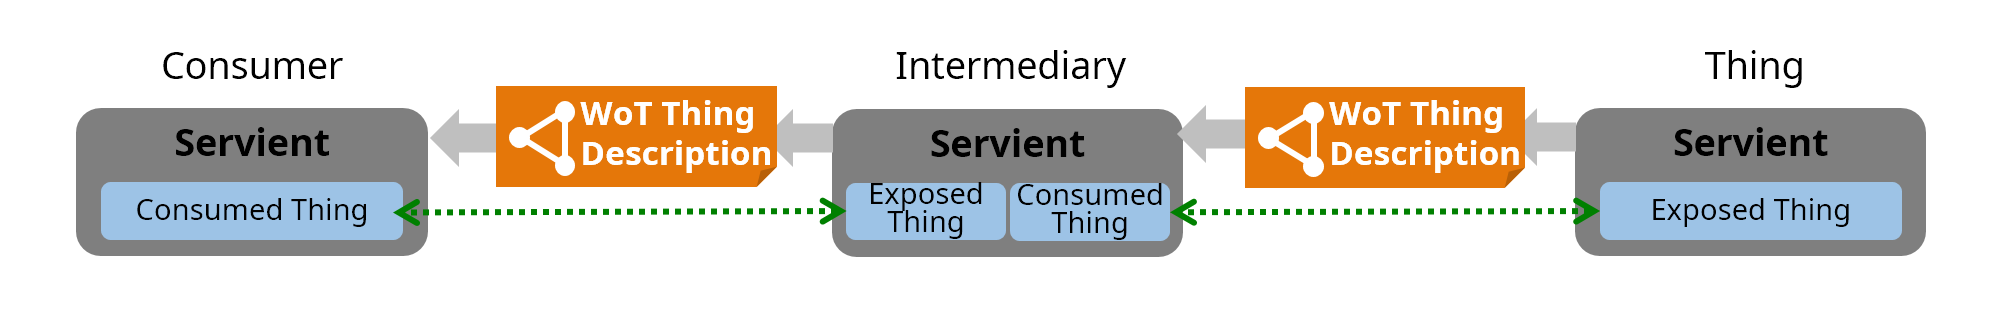 Consumer
Intermediary
Thing
Servient
WoT Thing
Description
Servient
WoT Thing
Description
Servient
Consumed Thing
Exposed
Thing
Consumed
Thing
Exposed Thing